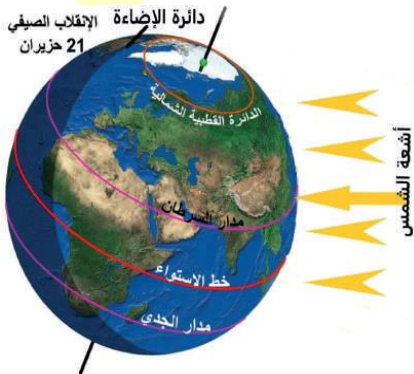 دائرة الإضاءة
الإنقلاب الصيفي
21 حزيران
الدائرة القطبية الشمالية
أشعة الشمس
مدار السرطان
خط الاستواء
مدار الجدي